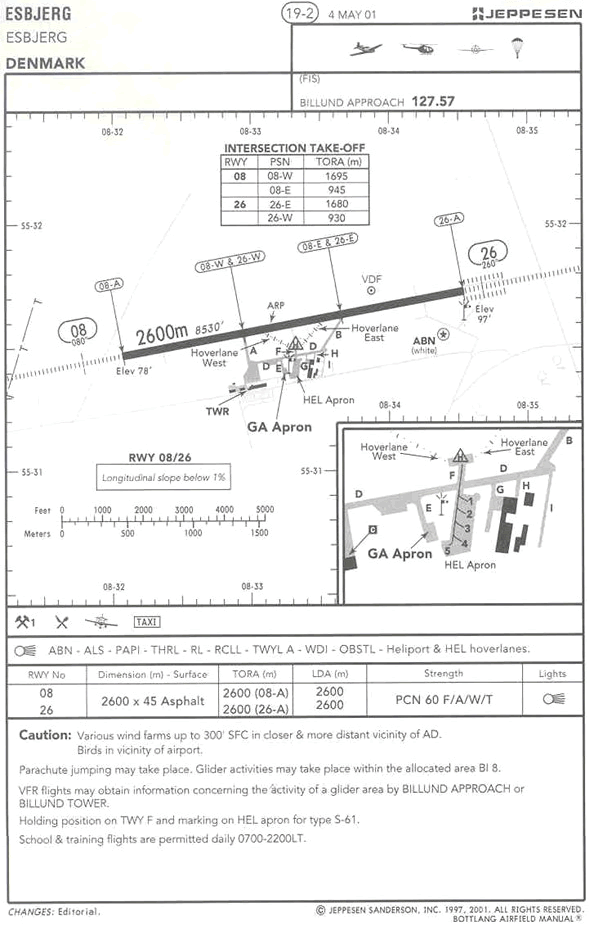 ESBJERG
ESBJERG
DENMARK
19-2 4 MAY 01
JEPPESEN
(FIS)
BILLUND APPROACH 127.57
08-32 08-33 08-34 08-35
INTERSECTION TAKE-OFF
RWY PSN TORA (m)
08 08-W 1695
08-E 945
26 26-E 1680
26-W 930
55-32 55-32
26-A
08-E & 26-E
08-W & 26-W
26
260°
VDF
08-A
ARP
Elev
97'
08
080°
2600m 8530'
Hoverlane
East
B
ABN
(white)
Hoverlane
West
A
F
D
H
Elev 78'
D E G I
TWR
HEL Apron
GA Apron
08-34 08-35
55-31 55-31
RWY 08/26
Longitudinal slope below 1%
Feet 0 1000 2000 3000 4000 5000
Meters 0 500 1000 1500
08-32 08-33
Hoverlane
West
Hoverlane
East
B
H
F
D
D
E
G
H
I
C
1
2
3
4
5
GA Apron
HEL Apron
1
TAXI
ABN - ALS - PAPI - THRL - RL - RCLL - TWYL A - WDI - OBSTL - Heliport & HEL hoverlanes.
RWY No Dimension (m) - Surface TORA (m) LDA (m) Strength Lights
08 2600 x 45 Asphalt 2600 (08-A) 2600 PCN 60 F/A/W/T
26 2600 (26-A) 2600
Caution: Various wind farms up to 300' SFC in closer & more distant vicinity of AD.
Birds in vicinity of airport.
Parachute jumping may take place. Glider activities may take place within the allocated area BI 8.
VFR flights may obtain information concerning the activity of a glider area by BILLUND APPROACH or
BILLUND TOWER.
Holding position on TWY F and marking on HEL apron for type S-61.
School & training flights are permitted daily 0700-2200LT.
CHANGES: Editorial.
© JEPPESEN SANDERSON, INC. 1997, 2001. ALL RIGHTS RESERVED.
BOTTLANG AIRFIELD MANUAL®